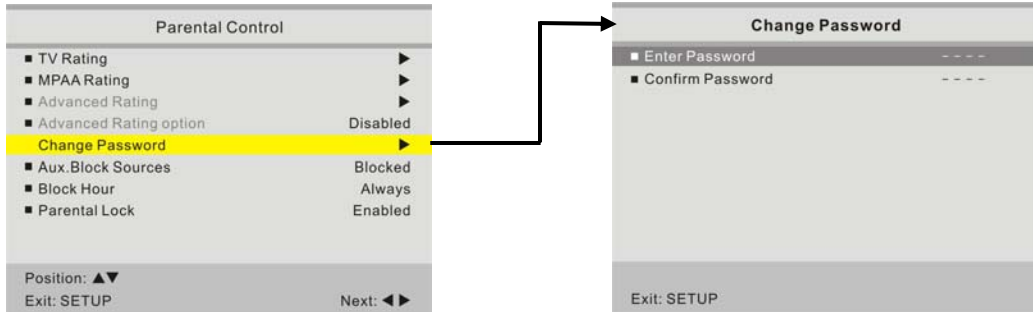 Parental Control
■ TV Rating ▶
■ MPAA Rating ▶
■ Advanced Rating ▶
■ Advanced Rating option Disabled
Change Password ▶
■ Aux.Block Sources Blocked
■ Block Hour Always
■ Parental Lock Enabled
Position: ▲▼
Exit: SETUP Next: ◀ ▶
Change Password
■ Enter Password - - - -
■ Confirm Password - - - -
Exit: SETUP